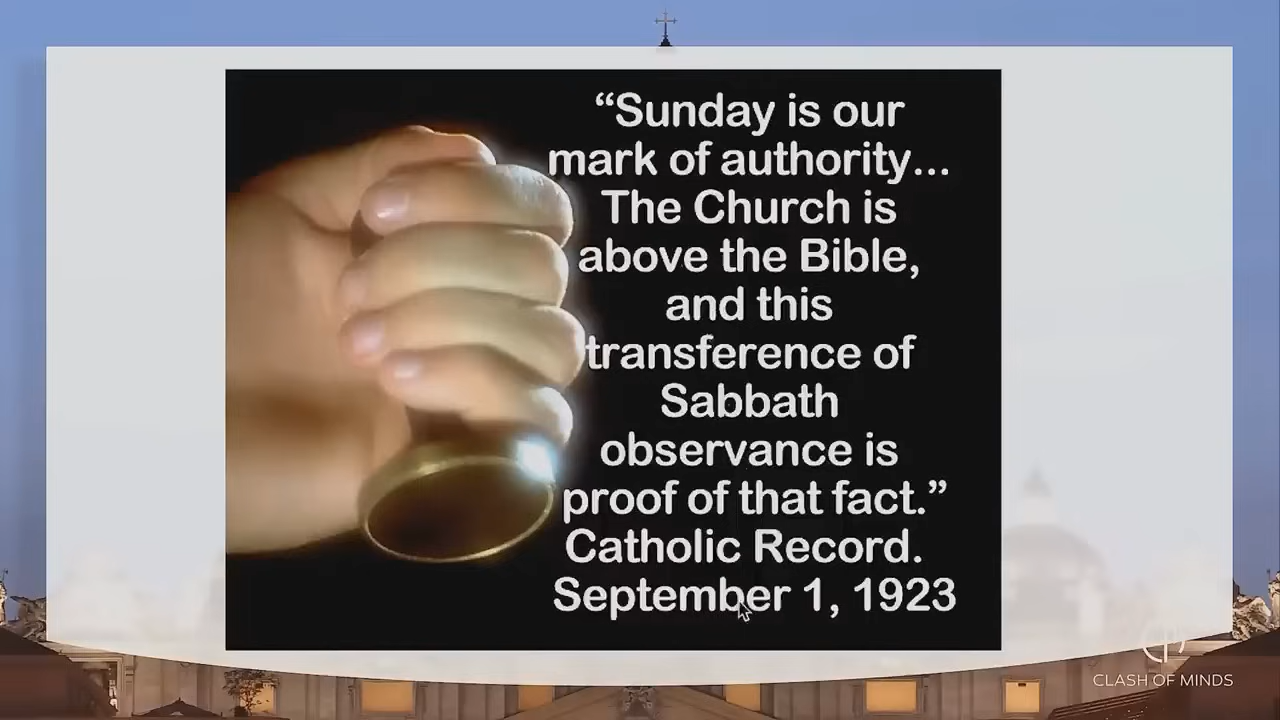 “Sunday is our
mark of authority...
The Church is
above the Bible,
and this
transference of
Sabbath
observance is
proof of that fact.”
Catholic Record.
September 1, 1923
CLASH OF MINDS